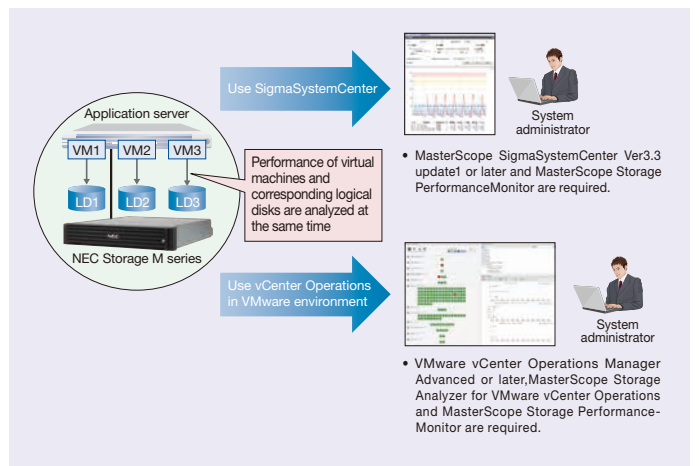 Use SigmaSystemCenter
System
administrator
• MasterScope SigmaSystemCenter Ver3.3
update1 or later and MasterScope Storage
PerformanceMonitor are required.
Application server
VM1 VM2 VM3
LD1 LD2 LD3
NEC Storage M series
Performance of virtual
machines and
corresponding logical
disks are analyzed at
the same time
Use vCenter Operations
in VMware environment
System
administrator
• VMware vCenter Operations Manager
Advanced or later,MasterScope Storage
Analyzer for VMware vCenter Operations
and MasterScope Storage Performance-
Monitor are required.